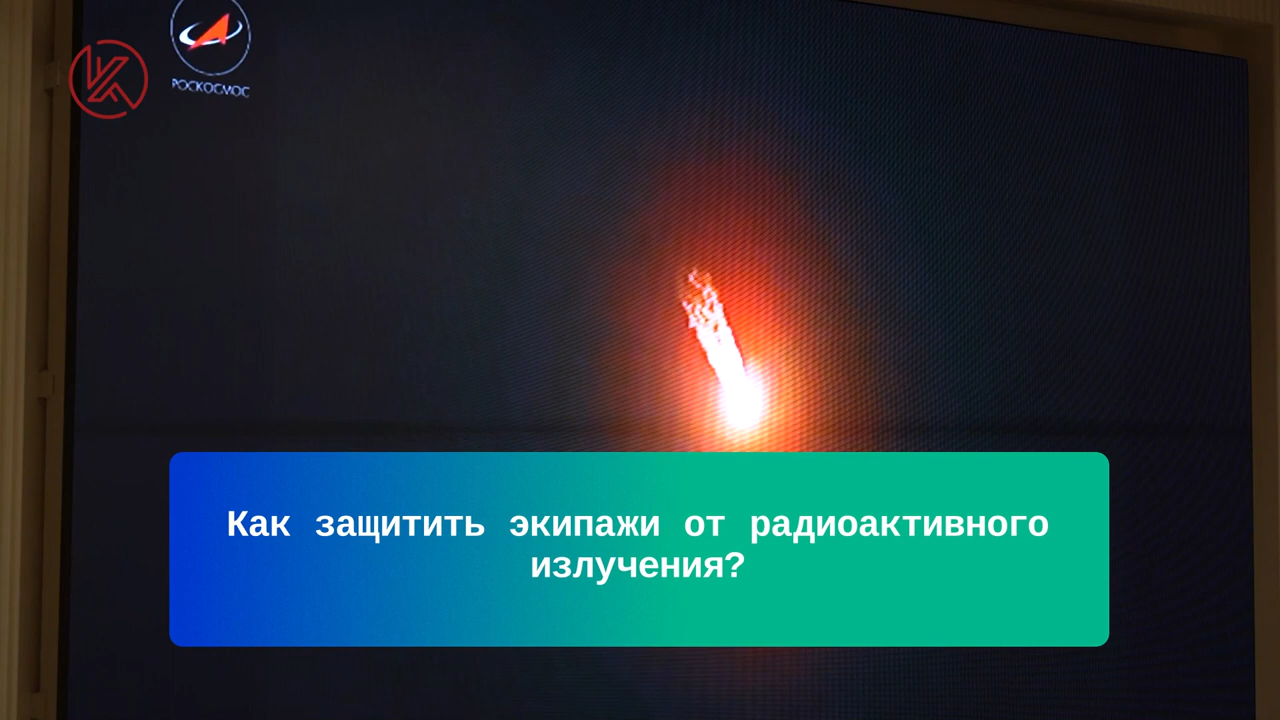 РОСКОСМОС
Как защитить экипажи от радиоактивного
излучения?